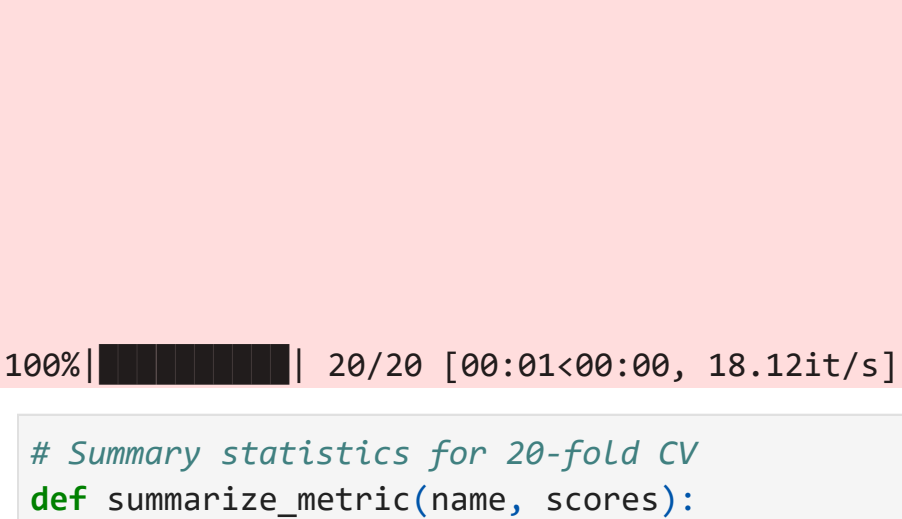 100%|██████████| 20/20 [00:01<00:00, 18.12it/s]
# Summary statistics for 20-fold CV
def summarize_metric(name, scores):